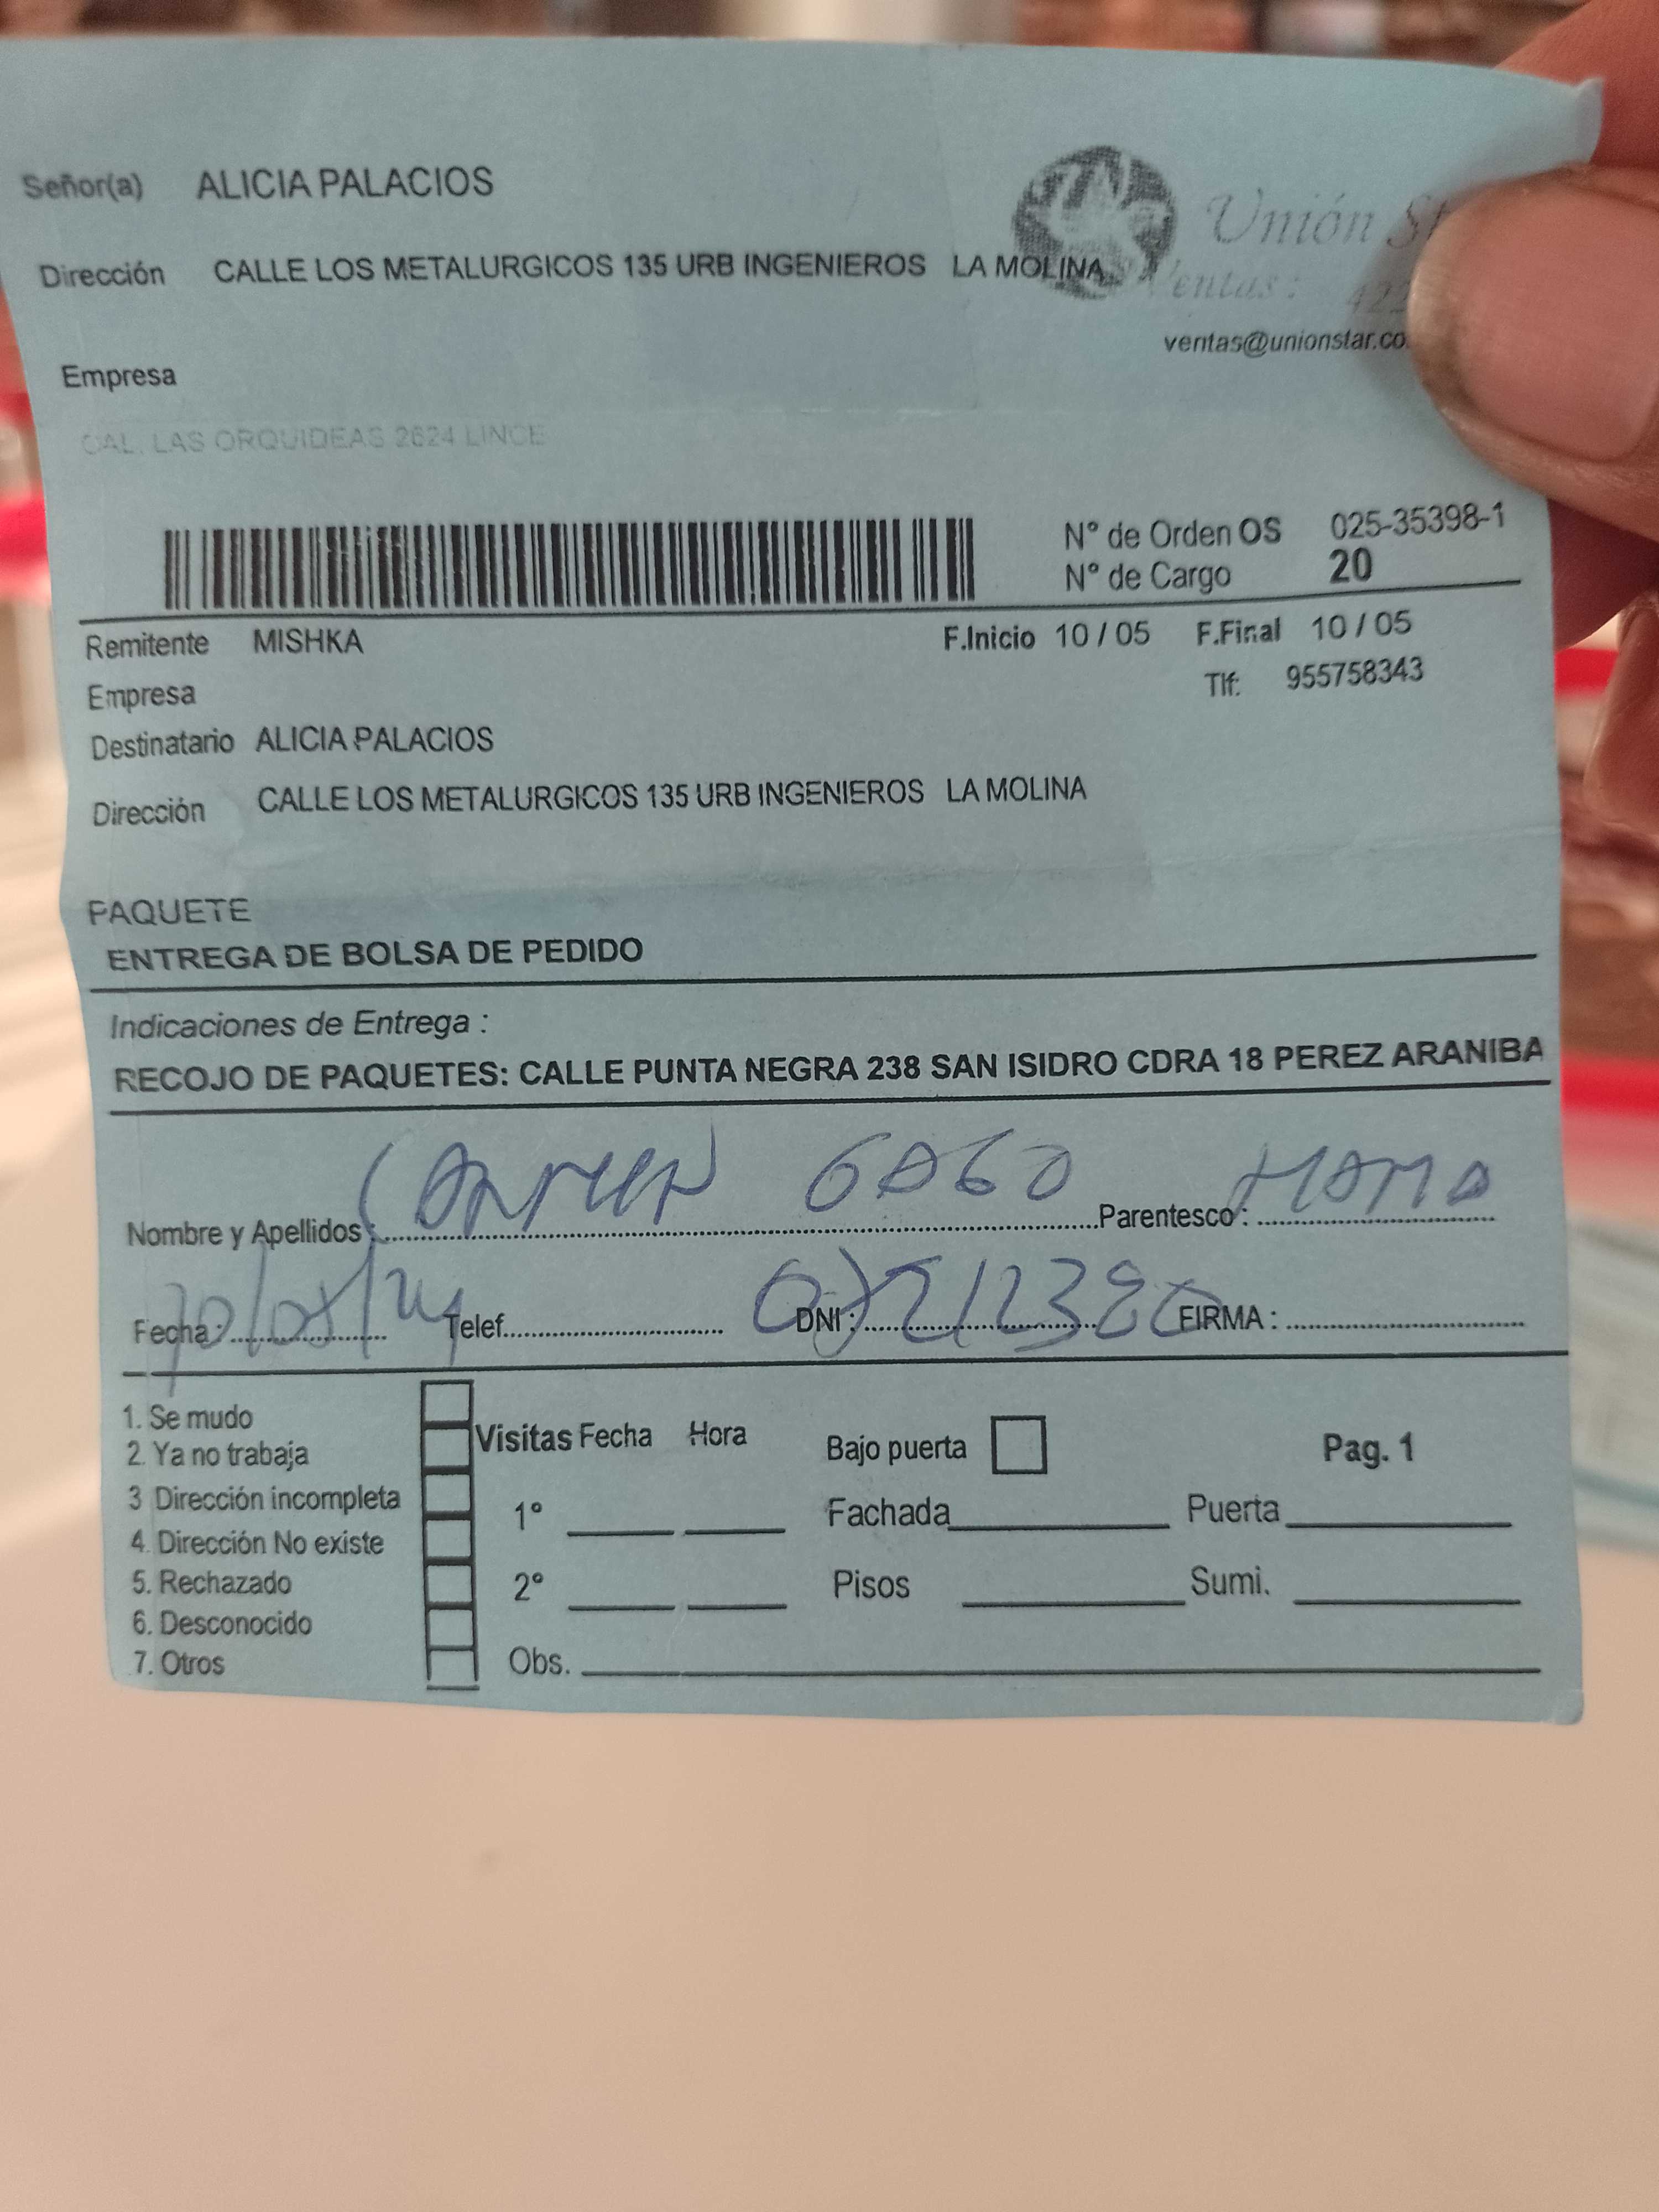 Señor(a) ALICIA PALACIOS
Unión
Dirección CALLE LOS METALURGICOS 135 URB INGENIEROS LA MOLINA
Ventas: 422
ventas@unionstar.co
Empresa
CAL. LAS ORQUIDEAS 2624 LINCE
N° de Orden OS 025-35398-1
N° de Cargo 20
Remitente MISHKA F.Inicio 10 / 05 F.Final 10 / 05
Empresa Tlf: 955758343
Destinatario ALICIA PALACIOS
Dirección CALLE LOS METALURGICOS 135 URB INGENIEROS LA MOLINA
PAQUETE
ENTREGA DE BOLSA DE PEDIDO
Indicaciones de Entrega :
RECOJO DE PAQUETES: CALLE PUNTA NEGRA 238 SAN ISIDRO CDRA 18 PEREZ ARANIBA
Nombre y Apellidos: CARMEN GAGO Parentesco: MAMA
Fecha: Telef. DNI: FIRMA :
1. Se mudo
2. Ya no trabaja
3 Dirección incompleta
4. Dirección No existe
5. Rechazado
6. Desconocido
7. Otros
Visitas Fecha Hora
1°
2°
Obs.
Bajo puerta Pag. 1
Fachada Puerta
Pisos Sumi.